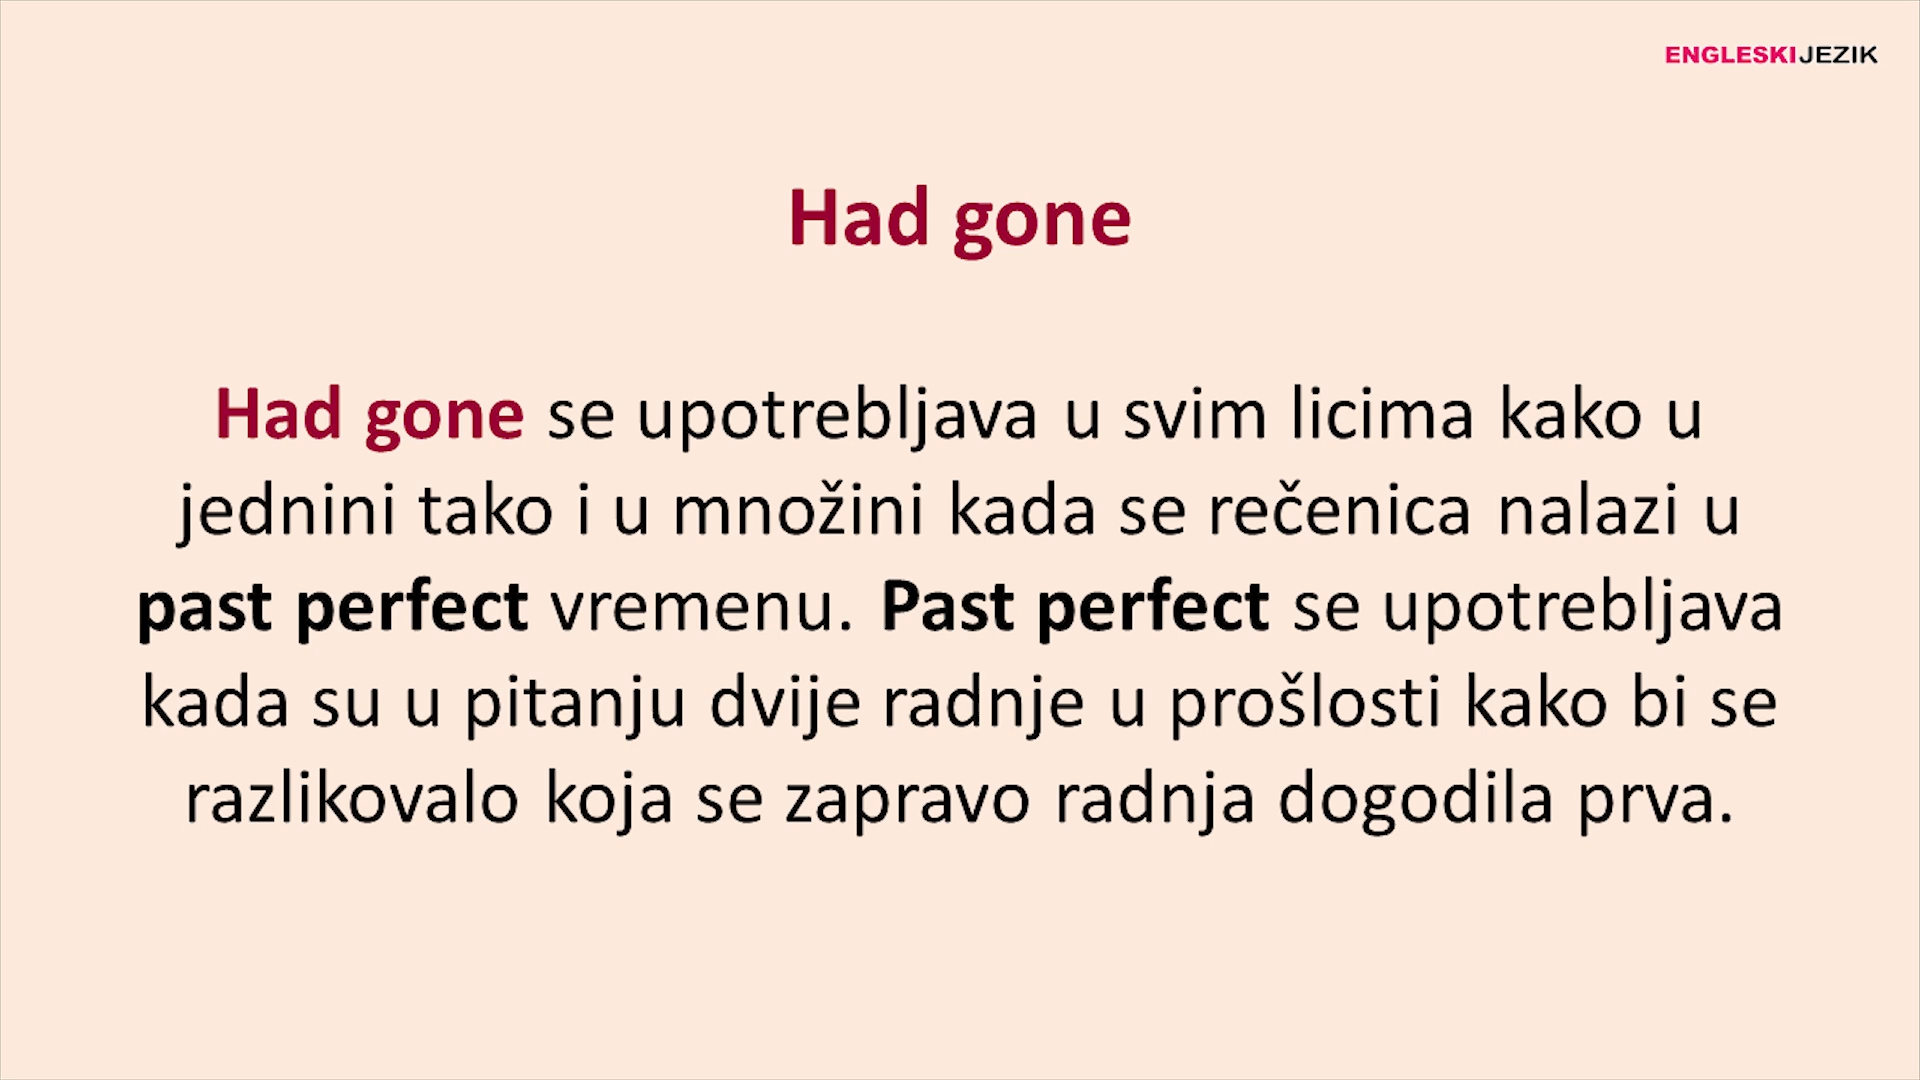 ENGLESKIJEZIK
Had gone
Had gone se upotrebljava u svim licima kako u
jednini tako i u množini kada se rečenica nalazi u
past perfect vremenu. Past perfect se upotrebljava
kada su u pitanju dvije radnje u prošlosti kako bi se
razlikovalo koja se zapravo radnja dogodila prva.